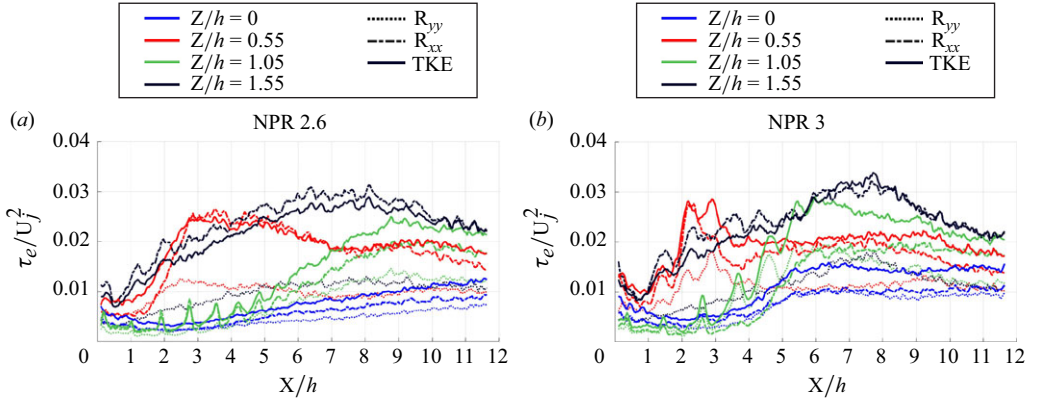 Z/h = 0 R_yy
Z/h = 0.55 R_xx
Z/h = 1.05 TKE
Z/h = 1.55
Z/h = 0 R_yy
Z/h = 0.55 R_xx
Z/h = 1.05 TKE
Z/h = 1.55
(a) NPR 2.6
0.04
0.03
0.02
0.01
τ_e/U_j^2
0 1 2 3 4 5 6 7 8 9 10 11 12
X/h
(b) NPR 3
0.04
0.03
0.02
0.01
τ_e/U_j^2
0 1 2 3 4 5 6 7 8 9 10 11 12
X/h